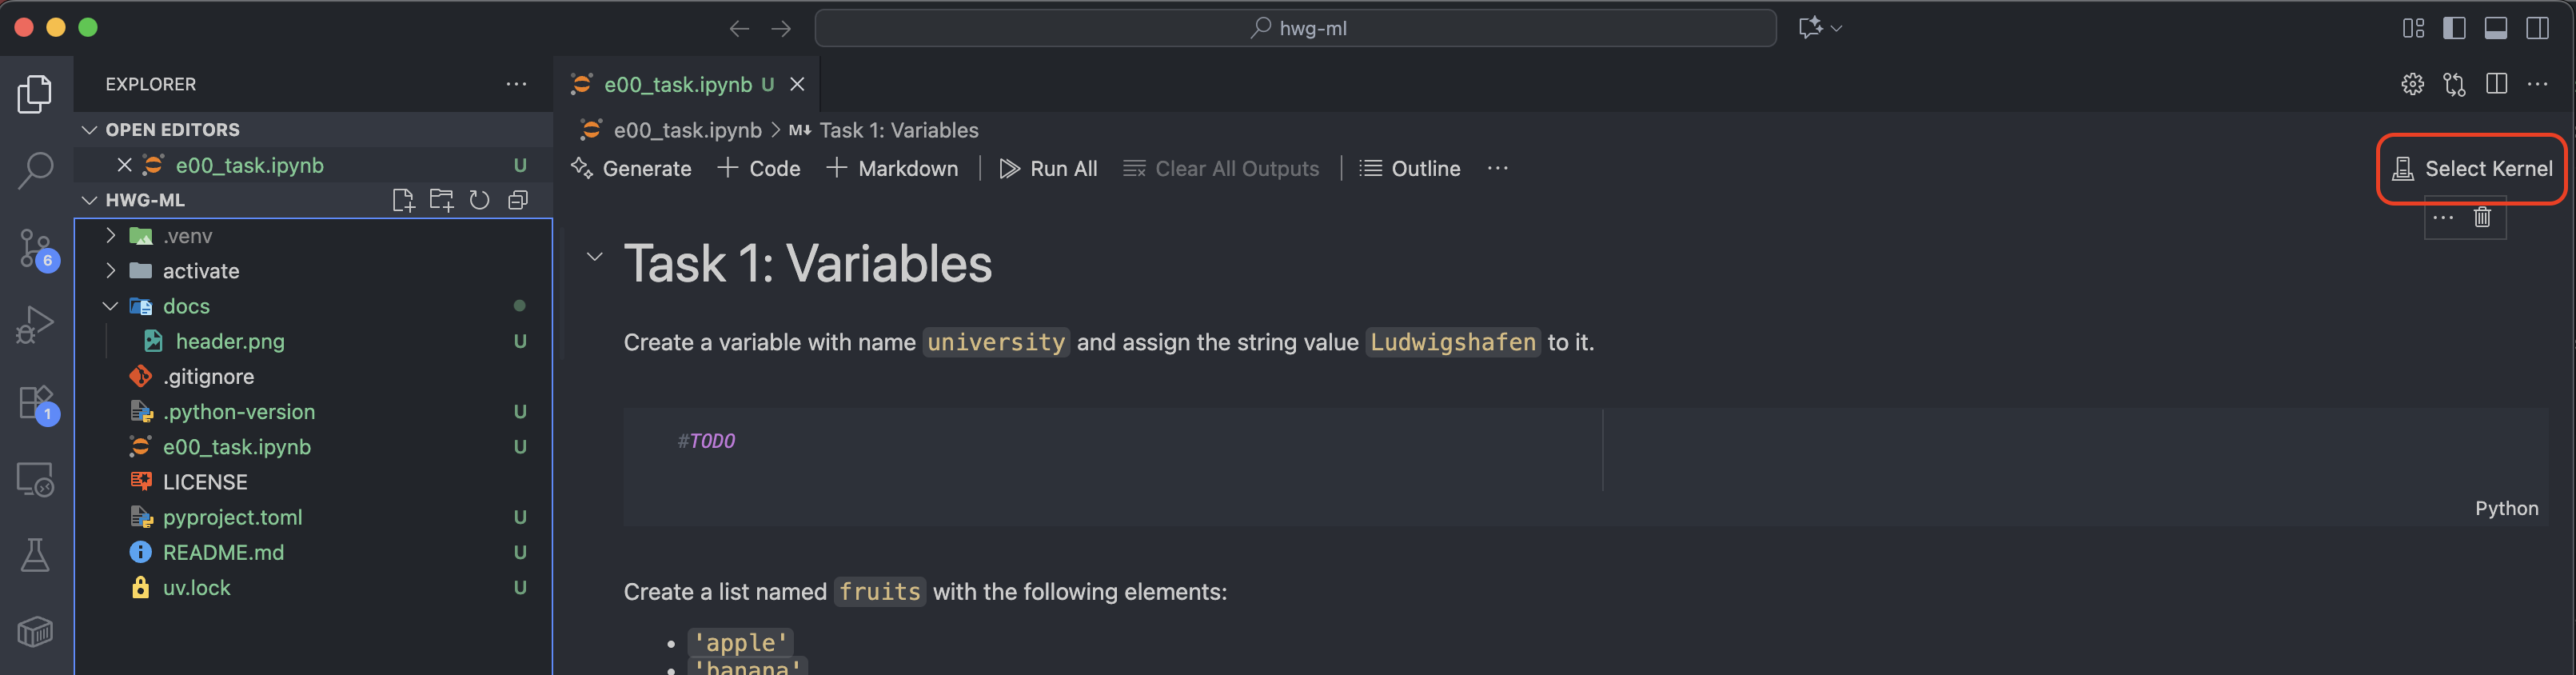 hwg-ml
EXPLORER
e00_task.ipynb U
OPEN EDITORS
e00_task.ipynb U
HWG-ML
.venv
activate
docs
header.png U
.gitignore
.python-version U
e00_task.ipynb U
LICENSE
pyproject.toml U
README.md U
uv.lock U
6
1
e00_task.ipynb > M↓ Task 1: Variables
Generate + Code + Markdown | Run All Clear All Outputs | Outline ...
Select Kernel
Task 1: Variables
Create a variable with name university and assign the string value Ludwigshafen to it.
#TODO
Python
Create a list named fruits with the following elements:
• 'apple'
• 'banana'